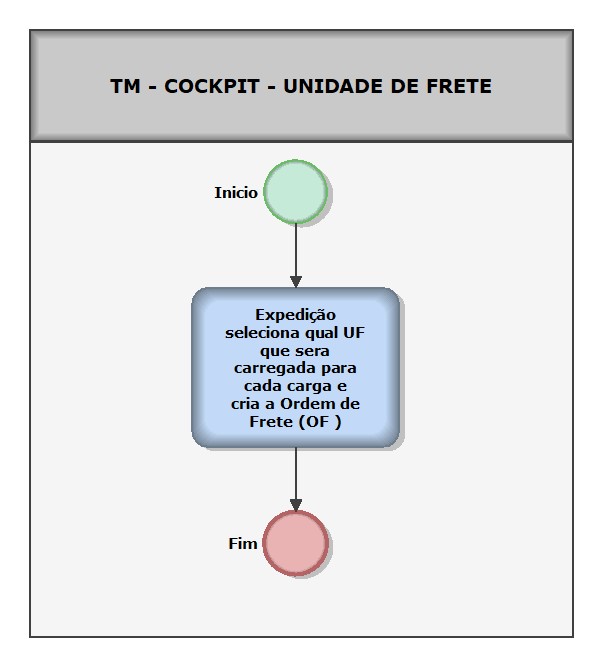 TM - COCKPIT - UNIDADE DE FRETE
Inicio
Expedição
seleciona qual UF
que sera
carregada para
cada carga e
cria a Ordem de
Frete (OF )
Fim